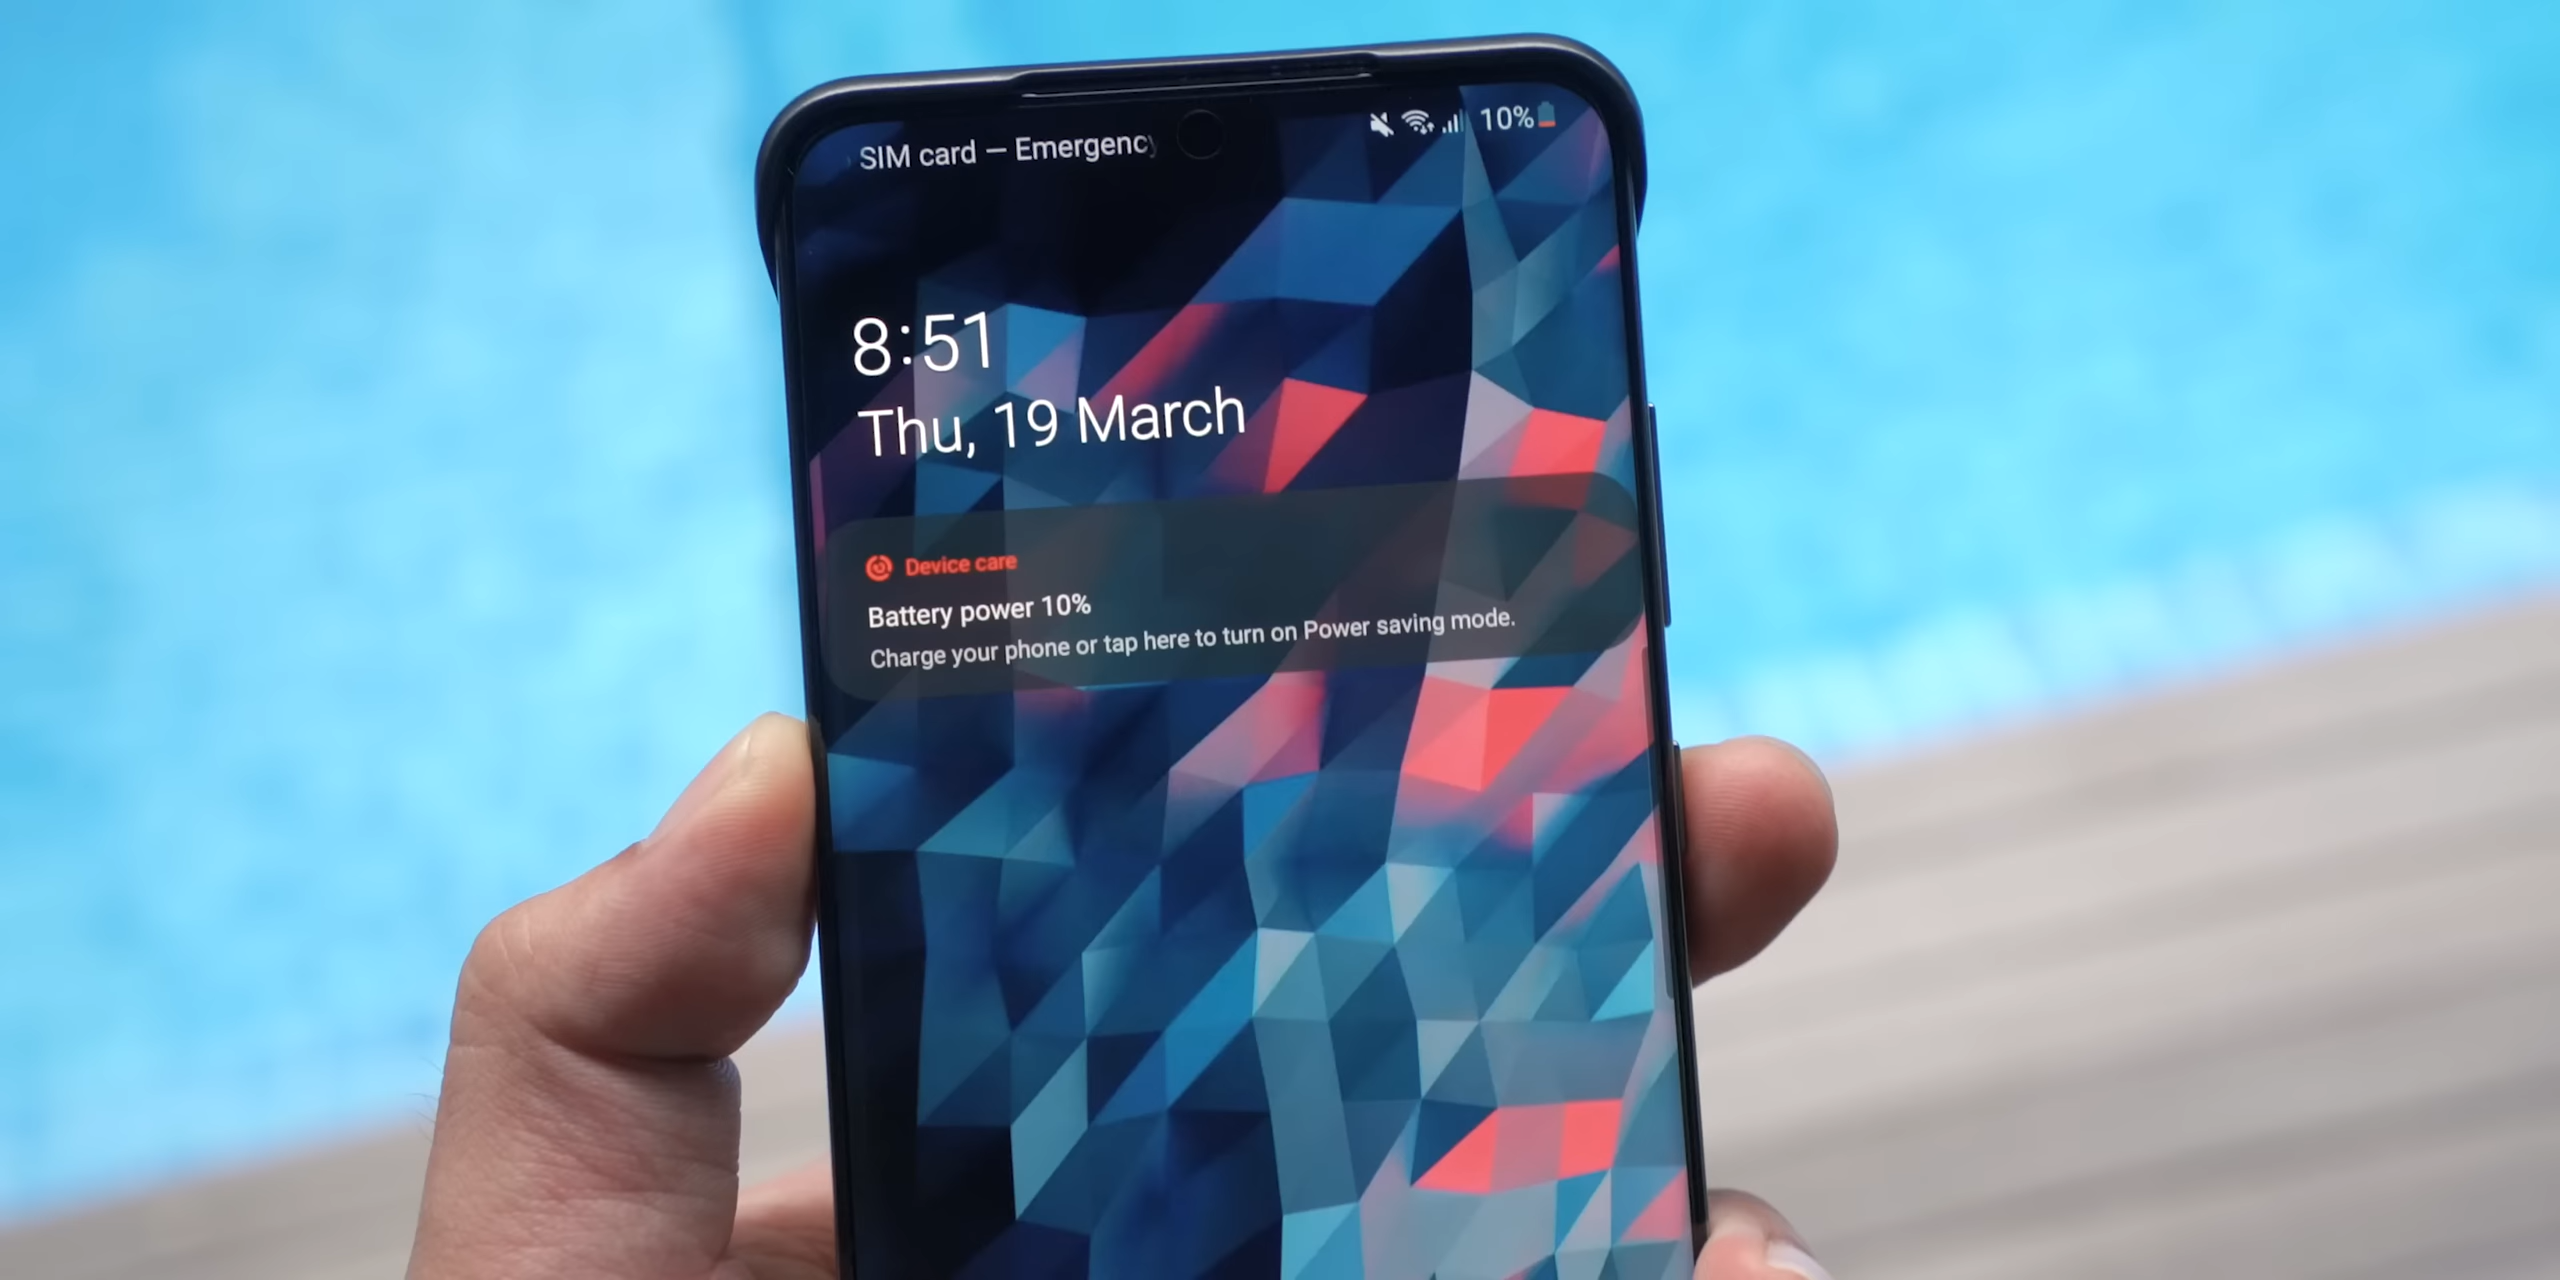 SIM card — Emergency
10%
8:51
Thu, 19 March
Device care
Battery power 10%
Charge your phone or tap here to turn on Power saving mode.